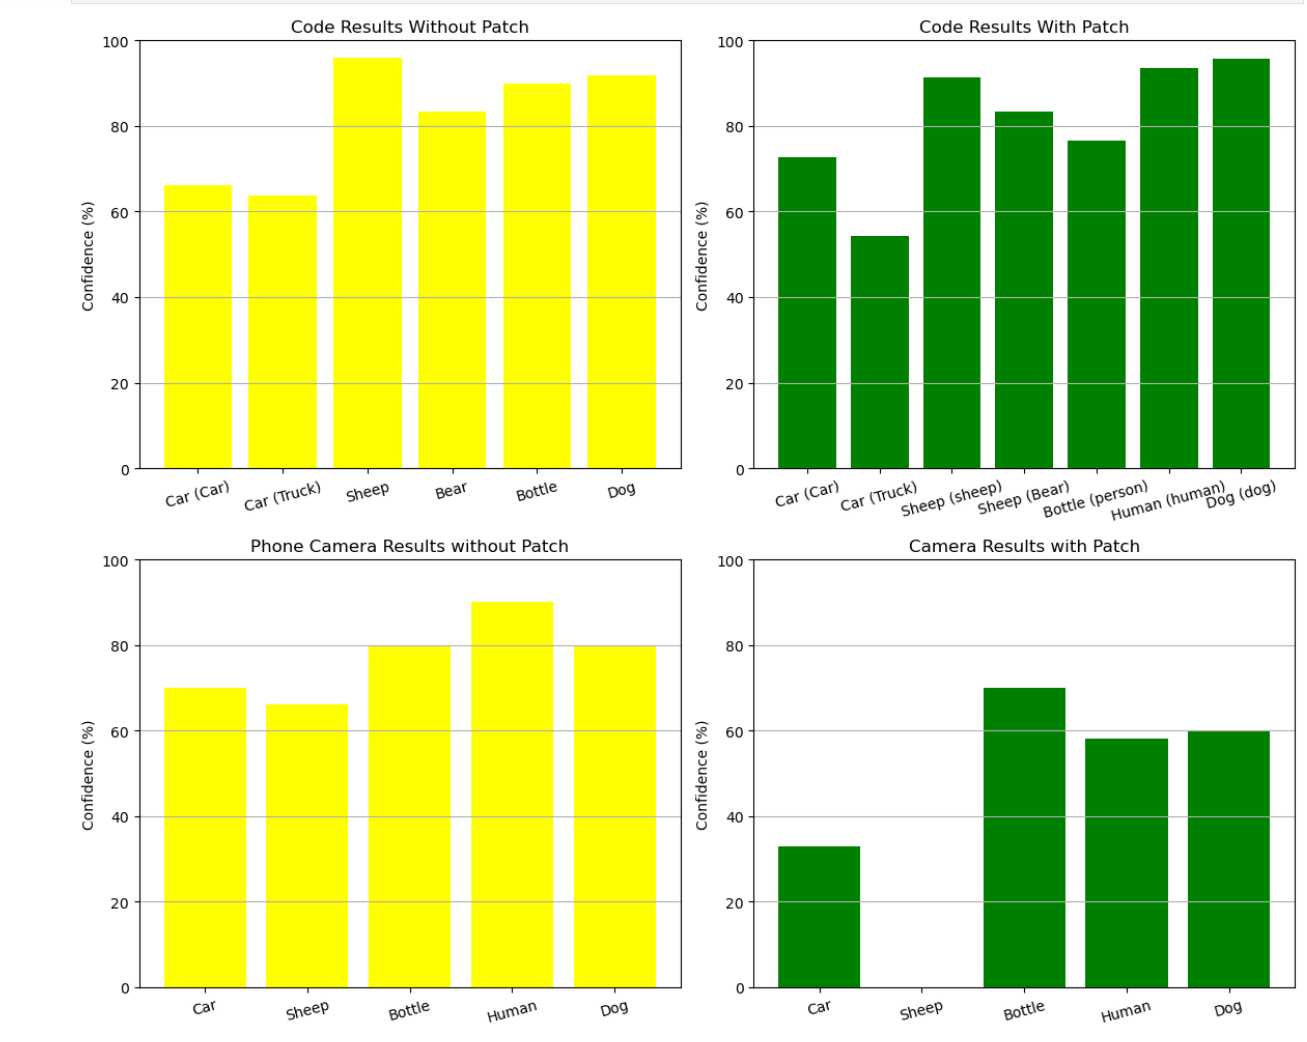 Code Results Without Patch
100
80
60
40
20
0
Confidence (%)
Car (Car)
Car (Truck)
Sheep
Bear
Bottle
Dog
Code Results With Patch
100
80
60
40
20
0
Confidence (%)
Car (Car)
Car (Truck)
Sheep (sheep)
Sheep (Bear)
Bottle (person)
Human (human)
Dog (dog)
Phone Camera Results without Patch
100
80
60
40
20
0
Confidence (%)
Car
Sheep
Bottle
Human
Dog
Camera Results with Patch
100
80
60
40
20
0
Confidence (%)
Car
Sheep
Bottle
Human
Dog